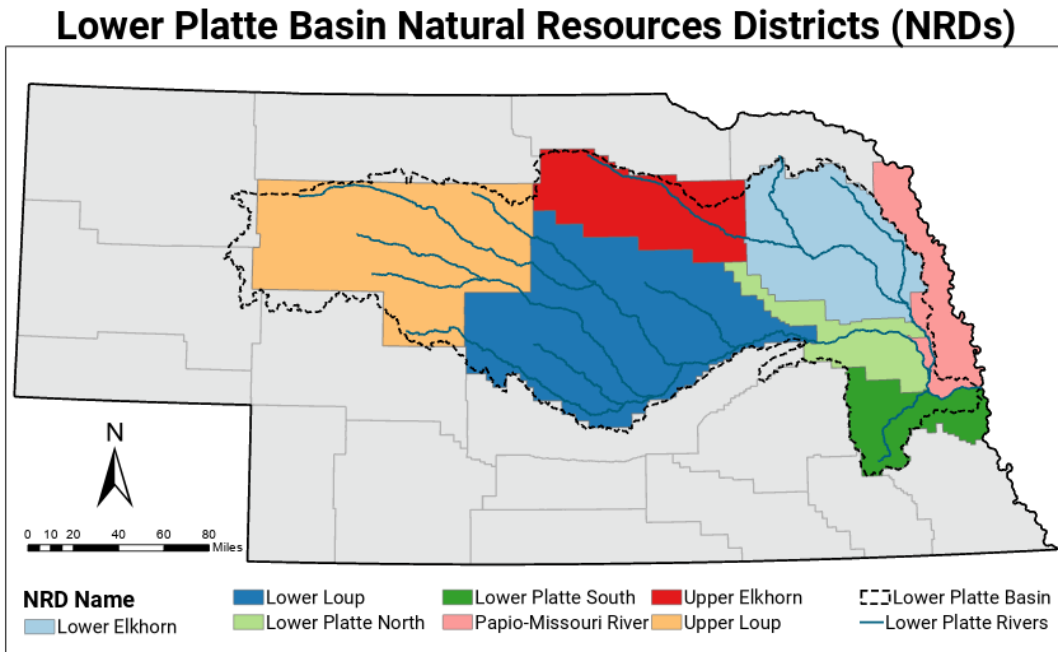 Lower Platte Basin Natural Resources Districts (NRDs)
N
0 10 20 40 60 80 Miles
NRD Name
Lower Elkhorn
Lower Loup
Lower Platte North
Lower Platte South
Papio-Missouri River
Upper Elkhorn
Upper Loup
Lower Platte Basin
Lower Platte Rivers